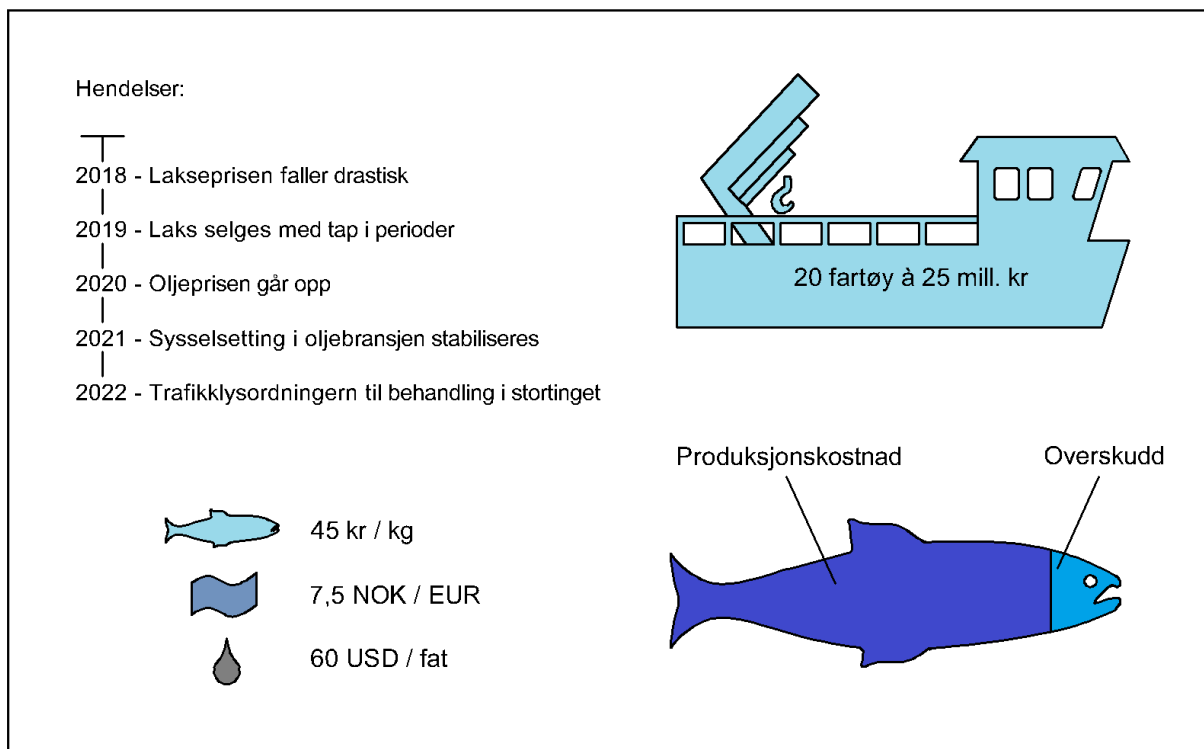 Hendelser:
2018 - Lakseprisen faller drastisk
2019 - Laks selges med tap i perioder
2020 - Oljeprisen går opp
2021 - Sysselsetting i oljebransjen stabiliseres
2022 - Trafikklysordningern til behandling i stortinget
20 fartøy à 25 mill. kr
45 kr / kg
7,5 NOK / EUR
60 USD / fat
Produksjonskostnad
Overskudd